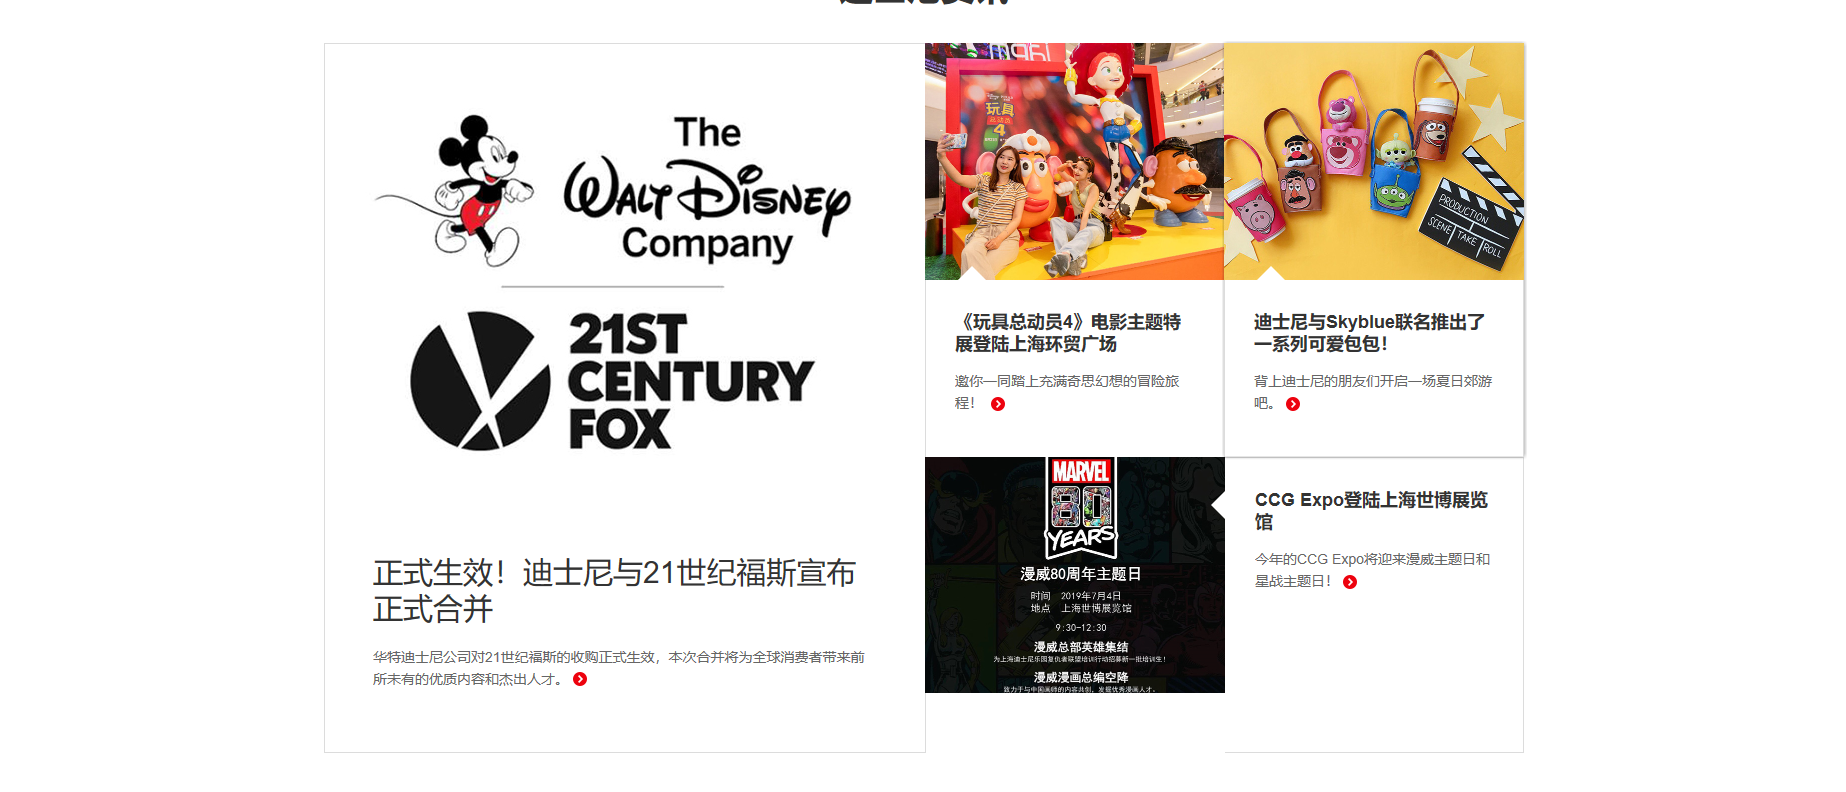 The
WALT DISNEY
Company
21ST
CENTURY
FOX
正式生效！迪士尼与21世纪福斯宣布
正式合并
华特迪士尼公司对21世纪福斯的收购正式生效，本次合并将为全球消费者带来前
所未有的优质内容和杰出人才。
玩具
总动员
4
《玩具总动员4》电影主题特
展登陆上海环贸广场
邀你一同踏上充满奇思幻想的冒险旅
程！
PRODUCTION
SCENE TAKE ROLL
迪士尼与Skyblue联名推出了
一系列可爱包包！
背上迪士尼的朋友们开启一场夏日郊游
吧。
MARVEL
80
YEARS
漫威80周年主题日
时间 2019年7月4日
地点 上海世博展览馆
9:30-12:30
漫威总部英雄集结
为上海迪士尼乐园复仇者联盟培训行动招募新一批培训生！
漫威漫画总编空降
致力于与中国画师的内容共创，发掘优秀漫画人才。
CCG Expo登陆上海世博展览
馆
今年的CCG Expo将迎来漫威主题日和
星战主题日！